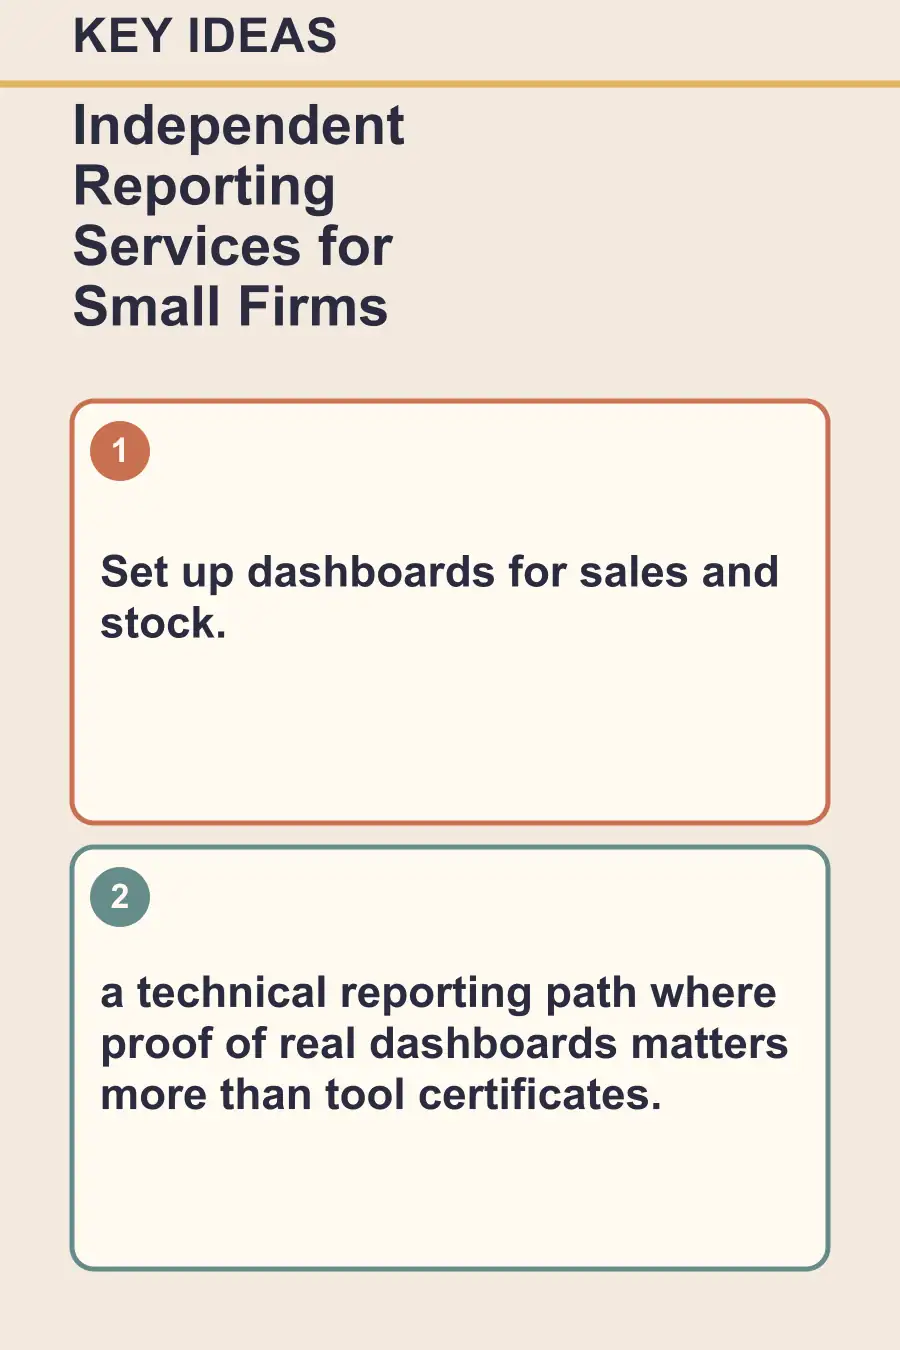 KEY IDEAS
Independent
Reporting
Services for
Small Firms
1
Set up dashboards for sales and
stock.
2
a technical reporting path where
proof of real dashboards matters
more than tool certificates.